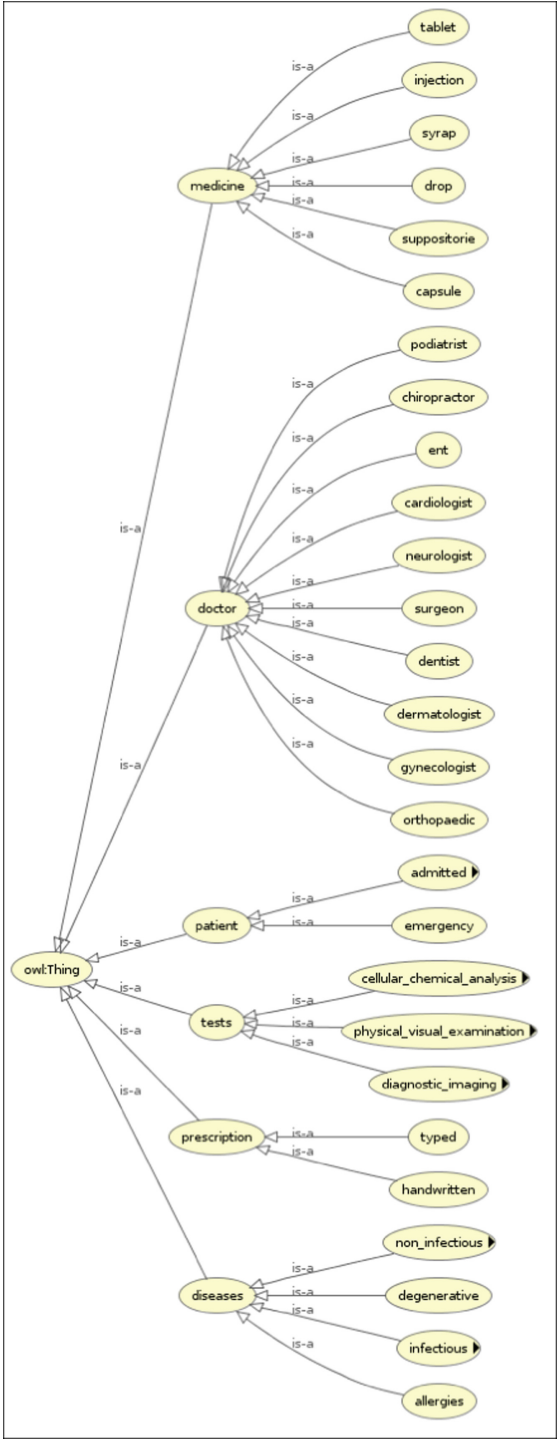 tablet
is-a
injection
is-a
syrap
is-a
medicine
is-a
drop
is-a
suppositorie
is-a
capsule
podiatrist
is-a
chiropractor
is-a
ent
is-a
cardiologist
is-a
is-a
neurologist
is-a
doctor
is-a
surgeon
is-a
dentist
is-a
dermatologist
is-a
is-a
gynecologist
is-a
orthopaedic
admitted
is-a
patient
is-a
emergency
is-a
owl:Thing
cellular_chemical_analysis
is-a
is-a
tests
is-a
physical_visual_examination
is-a
is-a
diagnostic_imaging
is-a
prescription
is-a
typed
is-a
handwritten
non_infectious
is-a
diseases
is-a
degenerative
is-a
infectious
is-a
allergies